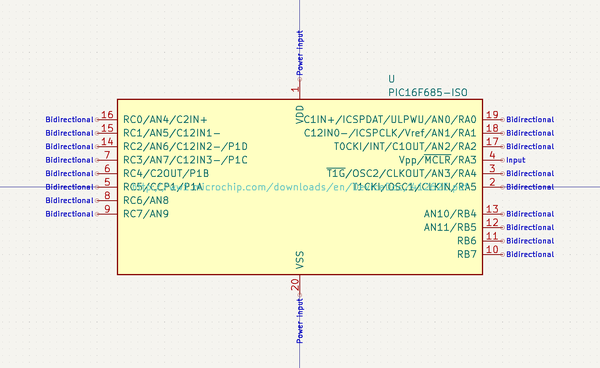 Power input
1
VDD
U
PIC16F685-ISO
Bidirectional 16 RC0/AN4/C2IN+
C1IN+/ICSPDAT/ULPWU/AN0/RA0 19 Bidirectional
Bidirectional 15 RC1/AN5/C12IN1-
C12IN0-/ICSPCLK/Vref/AN1/RA1 18 Bidirectional
Bidirectional 14 RC2/AN6/C12IN2-/P1D
T0CKI/INT/C1OUT/AN2/RA2 17 Bidirectional
Bidirectional 7 RC3/AN7/C12IN3-/P1C
Vpp/MCLR/RA3 4 Input
Bidirectional 6 RC4/C2OUT/P1B
T1G/OSC2/CLKOUT/AN3/RA4 3 Bidirectional
Bidirectional 5 RC5/CCP1/P1A
microchip.com/downloads/en/
T1CKI/OSC1/CLKIN/RA5 2 Bidirectional
Bidirectional 8 RC6/AN8
Bidirectional 9 RC7/AN9
AN10/RB4 13 Bidirectional
AN11/RB5 12 Bidirectional
RB6 11 Bidirectional
RB7 10 Bidirectional
VSS
20
Power input